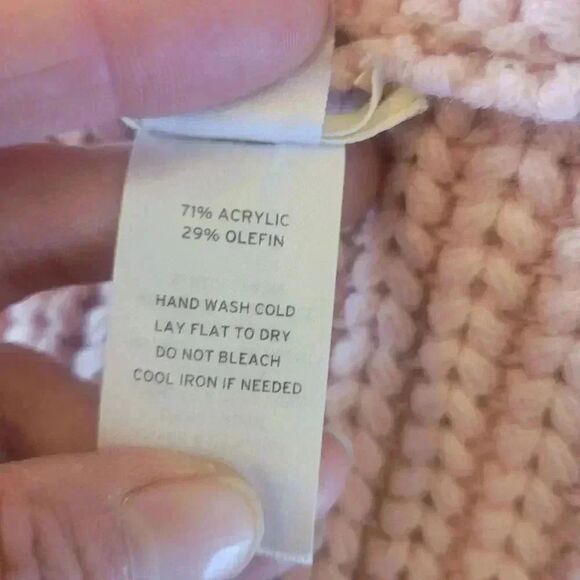 71% ACRYLIC
29% OLEFIN
HAND WASH COLD
LAY FLAT TO DRY
DO NOT BLEACH
COOL IRON IF NEEDED